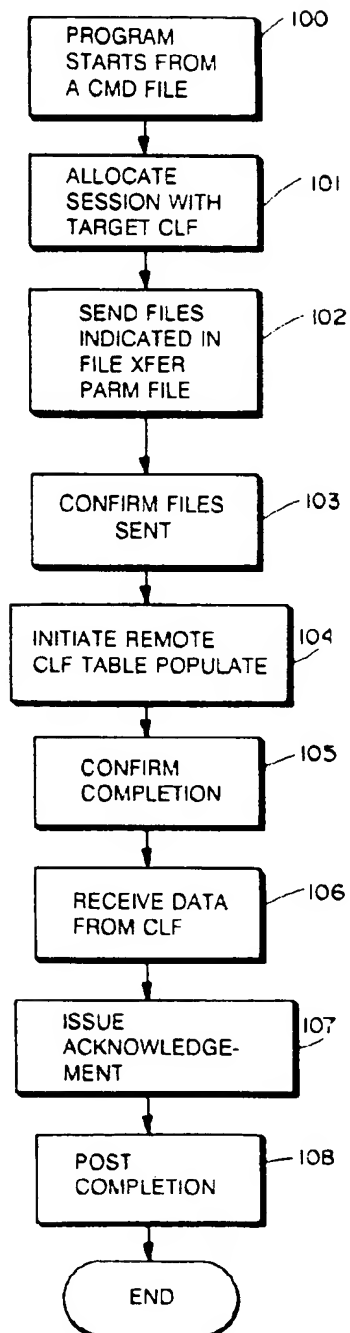 PROGRAM
STARTS FROM
A CMD FILE
100
ALLOCATE
SESSION WITH
TARGET CLF
101
SEND FILES
INDICATED IN
FILE XFER
PARM FILE
102
CONFIRM FILES
SENT
103
INITIATE REMOTE
CLF TABLE POPULATE
104
CONFIRM
COMPLETION
105
RECEIVE DATA
FROM CLF
106
ISSUE
ACKNOWLEDGE-
MENT
107
POST
COMPLETION
108
END